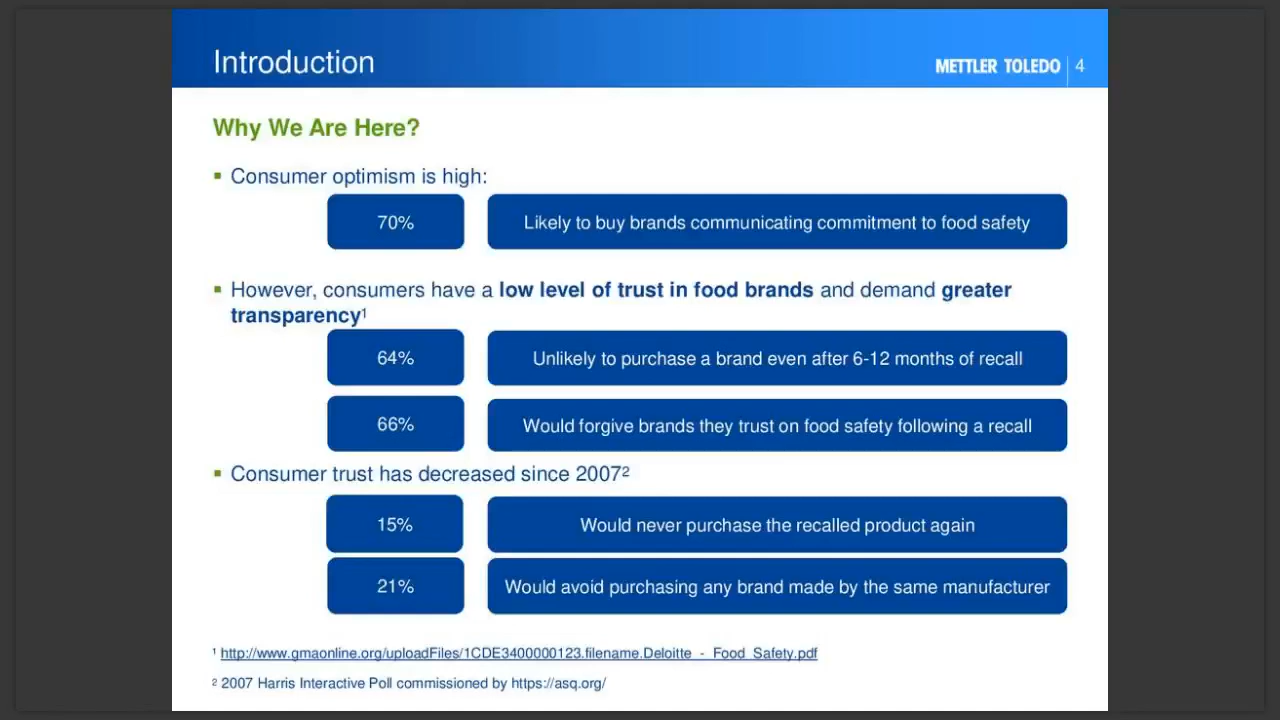 Introduction
METTLER TOLEDO 4
Why We Are Here?
▪ Consumer optimism is high:
70% Likely to buy brands communicating commitment to food safety
▪ However, consumers have a low level of trust in food brands and demand greater
transparency¹
64% Unlikely to purchase a brand even after 6-12 months of recall
66% Would forgive brands they trust on food safety following a recall
▪ Consumer trust has decreased since 2007²
15% Would never purchase the recalled product again
21% Would avoid purchasing any brand made by the same manufacturer
¹ http://www.gmaonline.org/uploadFiles/1CDE3400000123.filename.Deloitte_-_Food_Safety.pdf
² 2007 Harris Interactive Poll commissioned by https://asq.org/